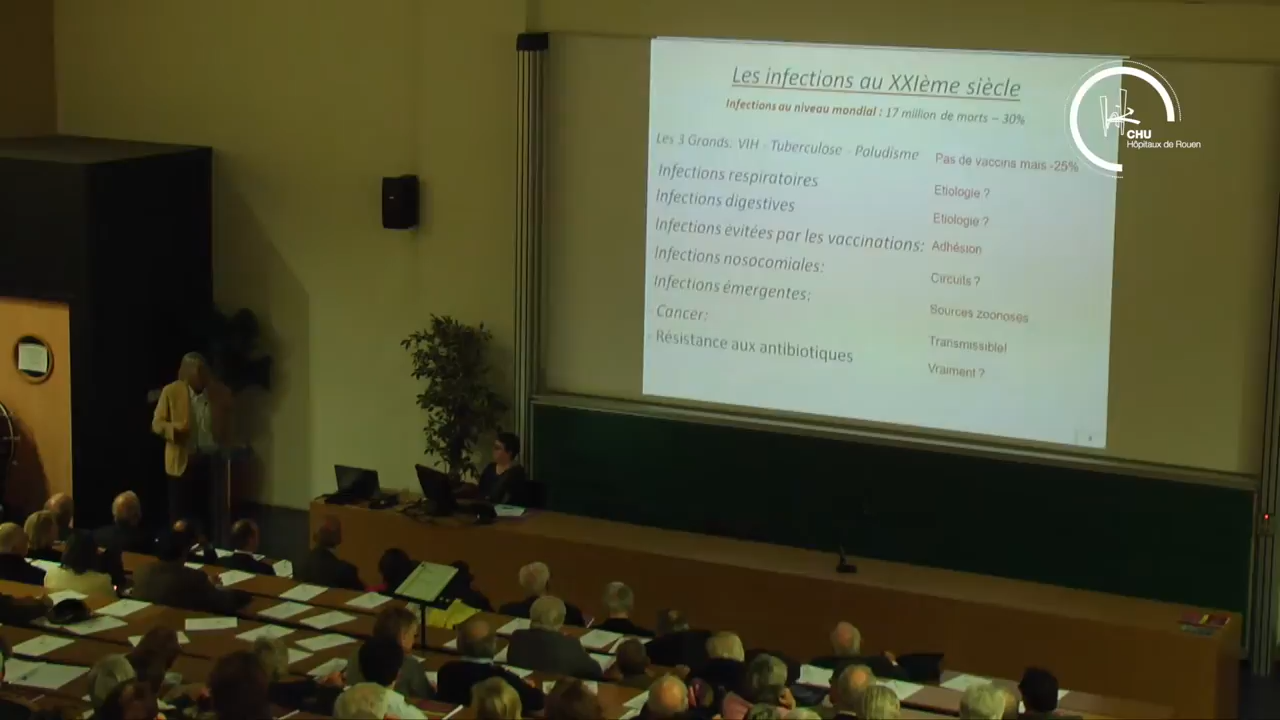 Les infections au XXIème siècle
Infections au niveau mondial : 17 million de morts – 30%
Les 3 Grands. VIH - Tuberculose - Paludisme
Pas de vaccins mais -25%
Infections respiratoires
Etiologie ?
Infections digestives
Etiologie ?
Infections évitées par les vaccinations:
Adhésion
Infections nosocomiales:
Circuits ?
Infections émergentes:
Sources zoonoses
Cancer:
Transmissible!
Résistance aux antibiotiques
Vraiment ?
CHU
Hôpitaux de Rouen